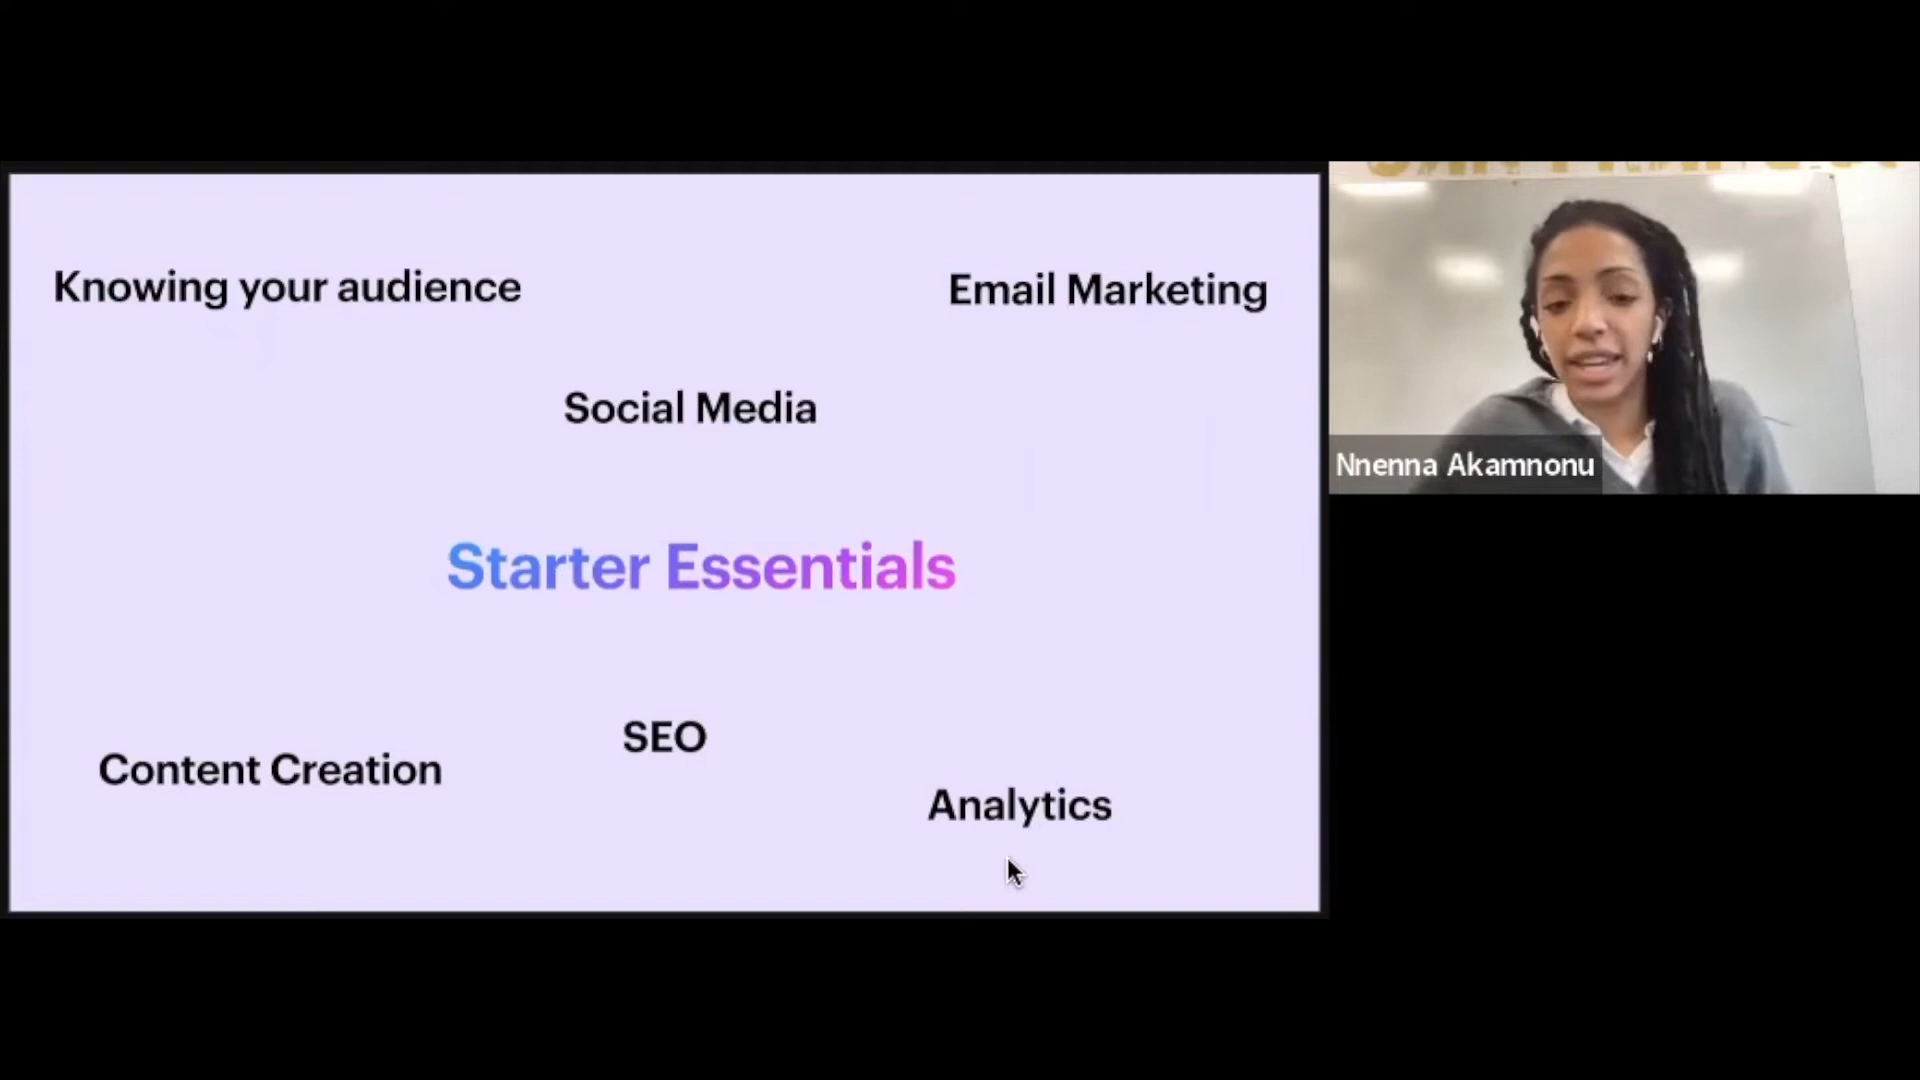 Knowing your audience
Email Marketing
Social Media
Starter Essentials
SEO
Content Creation
Analytics
Nnenna Akamnonu